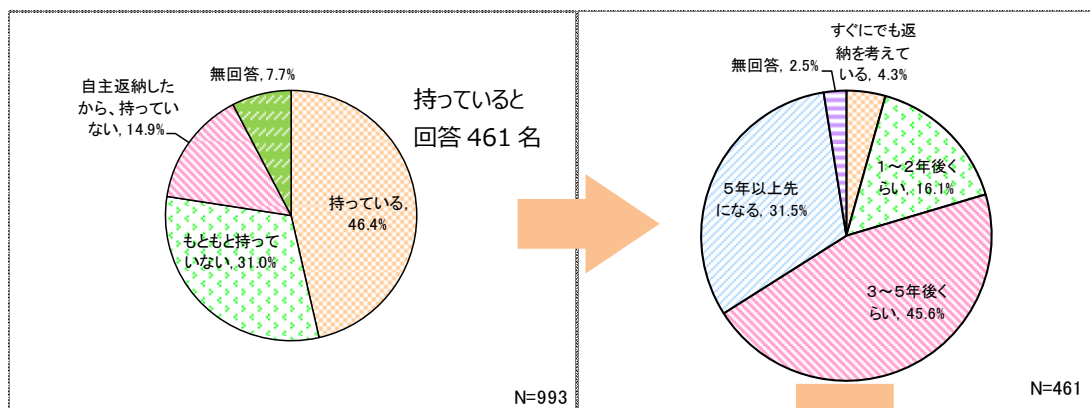 無回答, 7.7%
自主返納した
から、持ってい
ない, 14.9%
持っていると
回答 461 名
持っている,
46.4%
もともと持って
いない, 31.0%
N=993
すぐにでも返
納を考えて
いる, 4.3%
無回答, 2.5%
1～2年後く
らい, 16.1%
5年以上先
になる, 31.5%
3～5年後く
らい, 45.6%
N=461